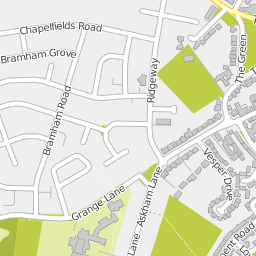 Chapelfields Road
Bramham Grove
The Green
Ridgeway
Bramham Road
Vesper Drive
Grange Lane
Lane - Askham Lane
ent Road